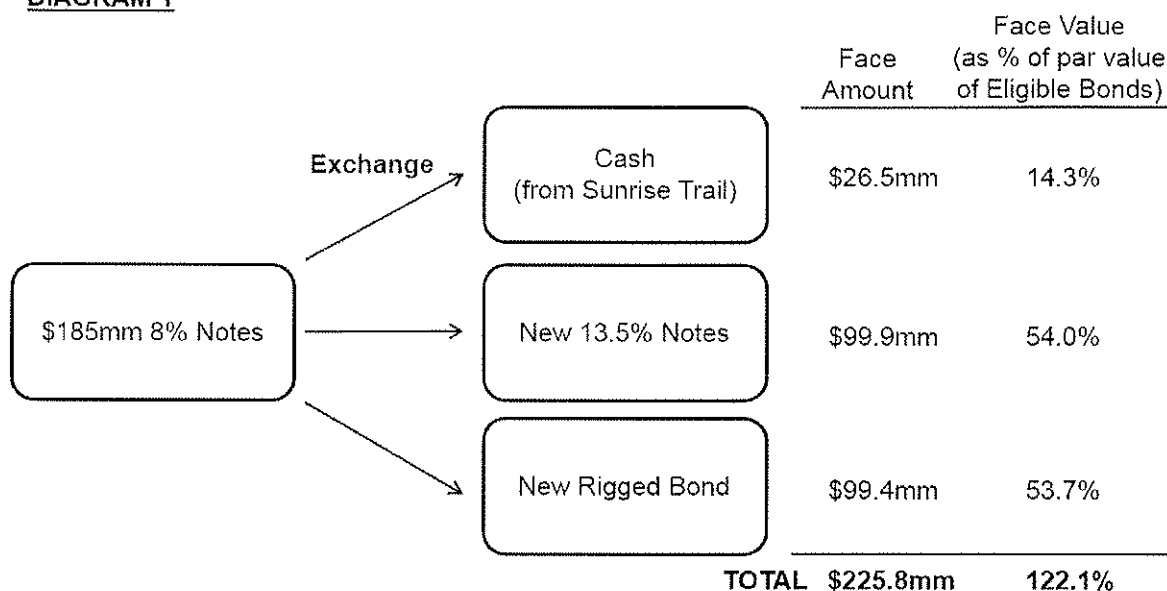 DIAGRAM 1
Face Value
Face (as % of par value
Amount of Eligible Bonds)
Exchange
Cash
(from Sunrise Trail)
$26.5mm 14.3%
$185mm 8% Notes
New 13.5% Notes
$99.9mm 54.0%
New Rigged Bond
$99.4mm 53.7%
TOTAL $225.8mm 122.1%